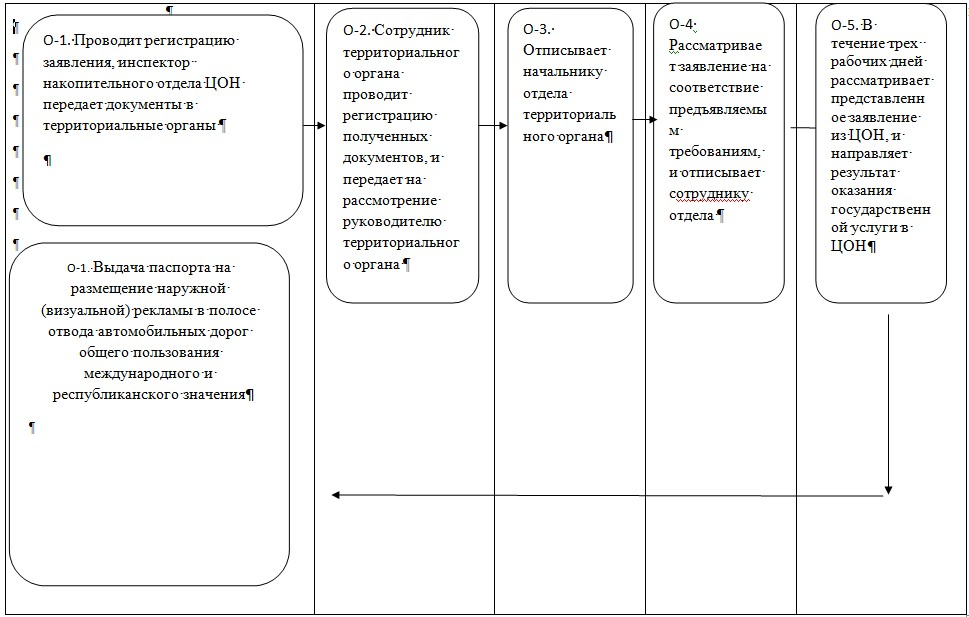 О-1. Проводит регистрацию
заявления, инспектор
накопительного отдела ЦОН
передает документы в
территориальные органы ¶
¶
О-1. Выдача паспорта на
размещение наружной
(визуальной) рекламы в полосе
отвода автомобильных дорог
общего пользования
международного и
республиканского значения¶
¶
О-2. Сотрудник
территориальног
о органа
проводит
регистрацию
полученных
документов, и
передает на
рассмотрение
руководителю
территориальног
о органа ¶
О-3.
Отписывает
начальнику
отдела
территориаль
ного органа¶
О-4
Рассматривае
т заявление на
соответствие
предъявляемы
м
требованиям,
и отписывает
сотруднику
отдела ¶
О-5. В
течение трех
рабочих дней
рассматривает
представленн
ое заявление
из ЦОН, и
направляет
результат
оказания
государственн
ой услуги в
ЦОН¶